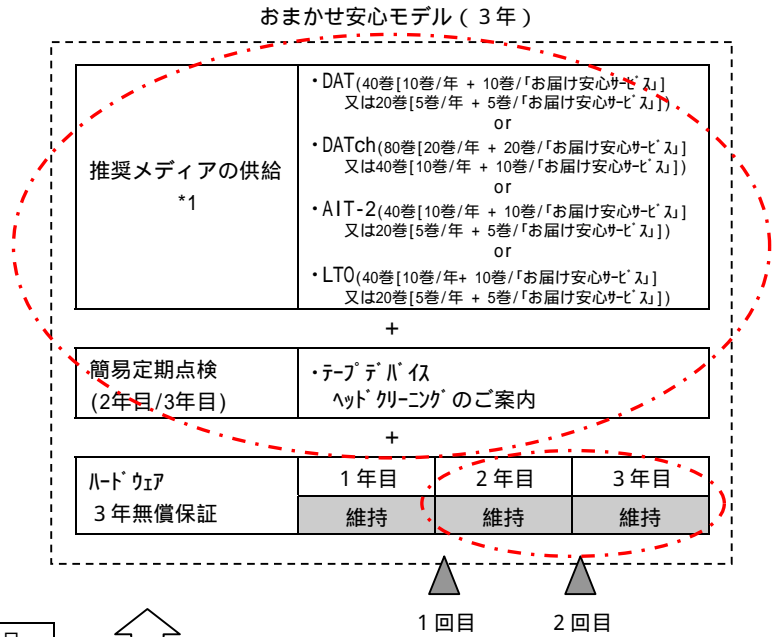 おまかせ安心モデル（３年）
推奨メディアの供給
*1
・DAT(40巻[10巻/年 + 10巻/「お届け安心ｻｰﾋﾞｽ」]
又は20巻[5巻/年 + 5巻/「お届け安心ｻｰﾋﾞｽ」])
or
・DATch(80巻[20巻/年 + 20巻/「お届け安心ｻｰﾋﾞｽ」]
又は40巻[10巻/年 + 10巻/「お届け安心ｻｰﾋﾞｽ」])
or
・AIT-2(40巻[10巻/年 + 10巻/「お届け安心ｻｰﾋﾞｽ」]
又は20巻[5巻/年 + 5巻/「お届け安心ｻｰﾋﾞｽ」])
or
・LTO(40巻[10巻/年+ 10巻/「お届け安心ｻｰﾋﾞｽ」]
又は20巻[5巻/年 + 5巻/「お届け安心ｻｰﾋﾞｽ」])
+
簡易定期点検
(2年目/3年目)
・ﾃｰﾌﾟﾃﾞﾊﾞｲｽ
ﾍｯﾄﾞｸﾘｰﾆﾝｸﾞのご案内
+
ﾊｰﾄﾞｳｪｱ
３年無償保証
１年目 ２年目 ３年目
維持 維持 維持
１回目 ２回目